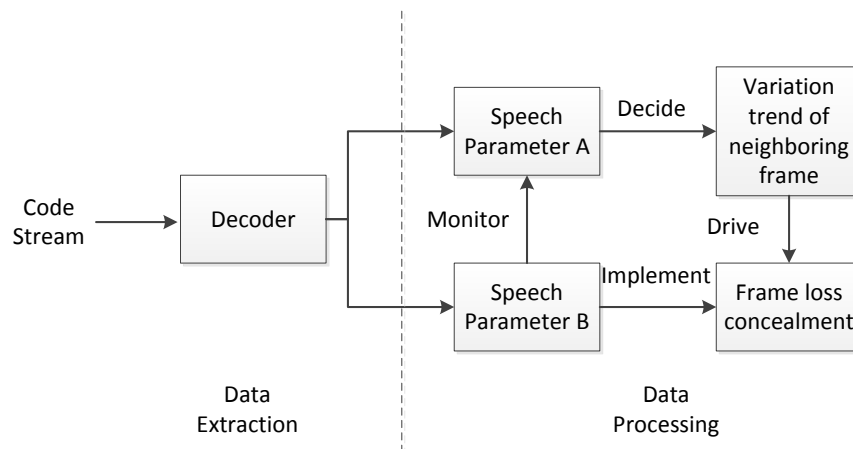 Code
Stream
Decoder
Speech
Parameter A
Decide
Variation
trend of
neighboring
frame
Monitor
Drive
Speech
Parameter B
Implement
Frame loss
concealment
Data
Extraction
Data
Processing